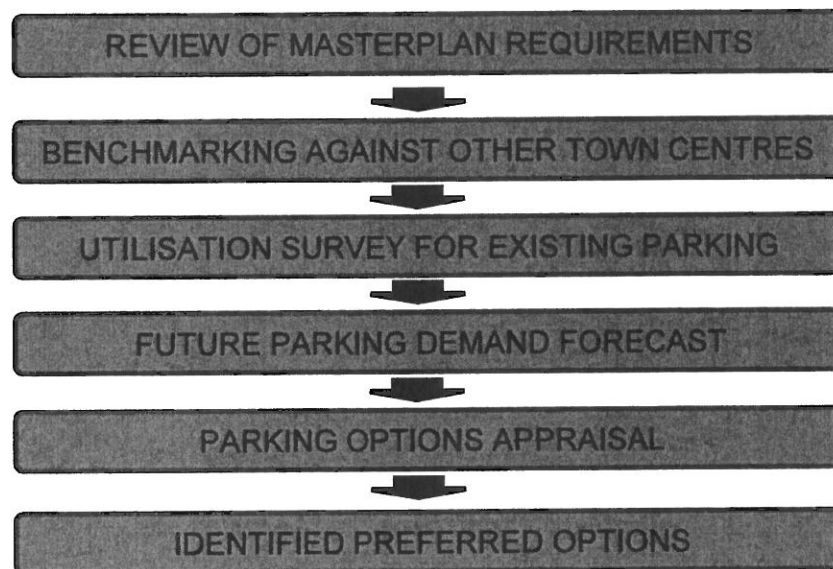 REVIEW OF MASTERPLAN REQUIREMENTS
BENCHMARKING AGAINST OTHER TOWN CENTRES
UTILISATION SURVEY FOR EXISTING PARKING
FUTURE PARKING DEMAND FORECAST
PARKING OPTIONS APPRAISAL
IDENTIFIED PREFERRED OPTIONS